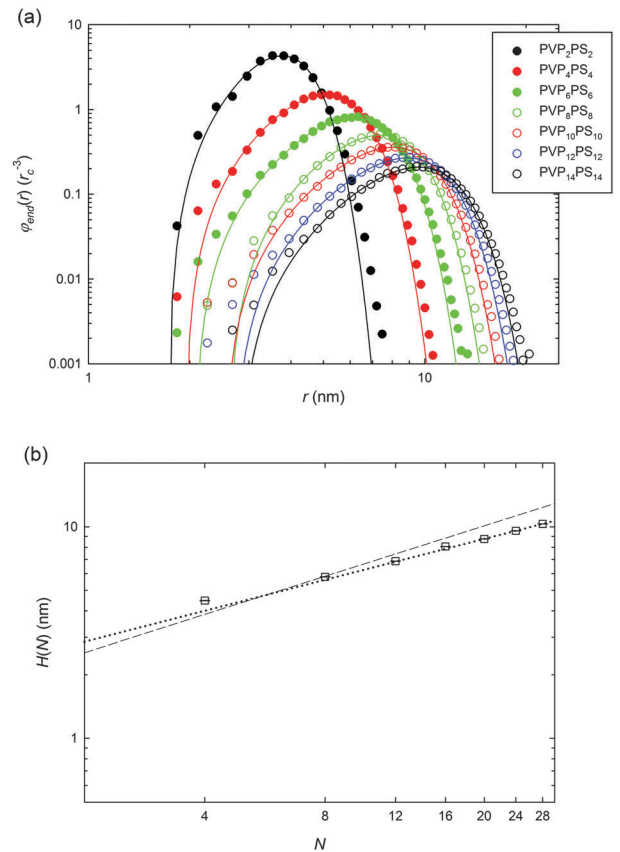 (a)
10
1
0.1
0.01
0.001
φend(r) (rc⁻³)
1
10
r (nm)
PVP₂PS₂
PVP₄PS₄
PVP₆PS₆
PVP₈PS₈
PVP₁₀PS₁₀
PVP₁₂PS₁₂
PVP₁₄PS₁₄
(b)
10
1
H(N) (nm)
4
8
12
16
20
24
28
N